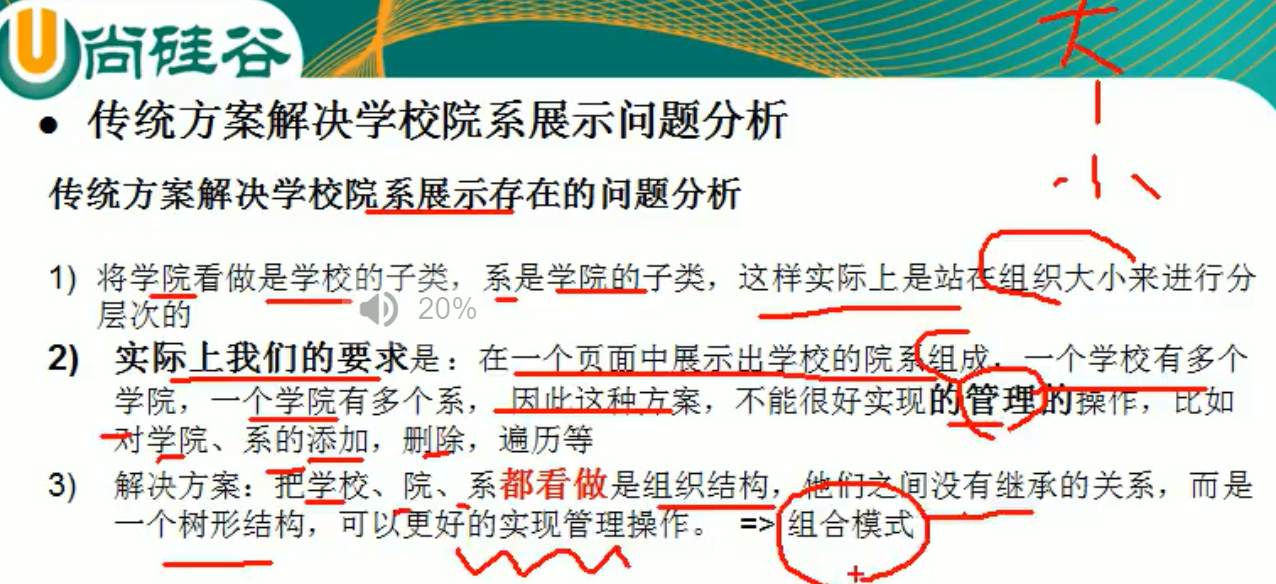 尚硅谷
大
小
● 传统方案解决学校院系展示问题分析
传统方案解决学校院系展示存在的问题分析
1) 将学院看做是学校的子类，系是学院的子类，这样实际上是站在组织大小来进行分
层次的
20%
2) 实际上我们的要求是：在一个页面中展示出学校的院系组成，一个学校有多个
学院，一个学院有多个系， 因此这种方案，不能很好实现的管理的操作，比如
对学院、系的添加，删除，遍历等
3) 解决方案：把学校、院、系都看做是组织结构，他们之间没有继承的关系，而是
一个树形结构，可以更好的实现管理操作。 => 组合模式